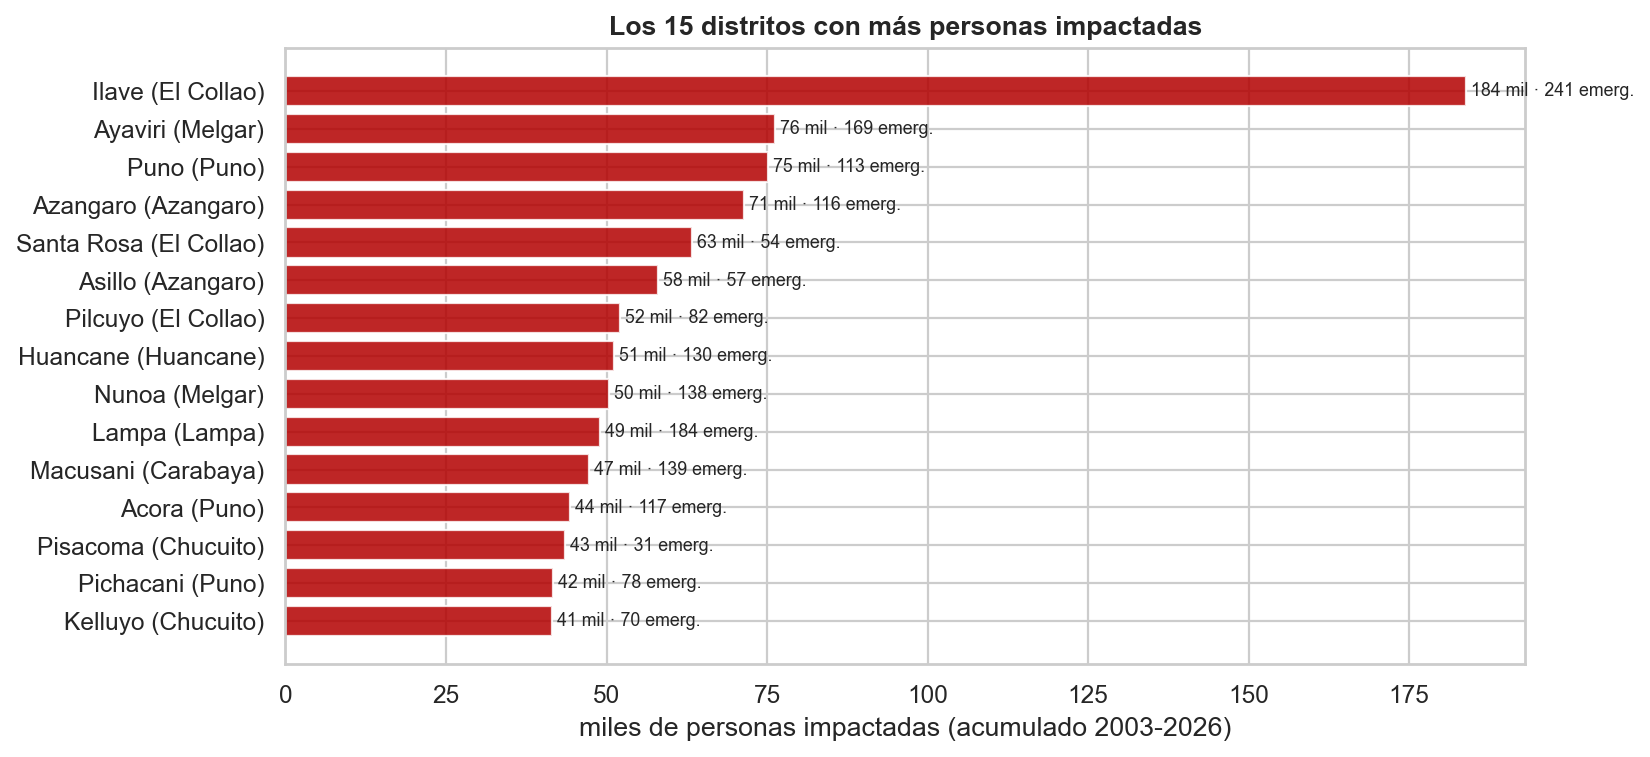 Los 15 distritos con más personas impactadas
Ilave (El Collao) 184 mil · 241 emerg.
Ayaviri (Melgar) 76 mil · 169 emerg.
Puno (Puno) 75 mil · 113 emerg.
Azangaro (Azangaro) 71 mil · 116 emerg.
Santa Rosa (El Collao) 63 mil · 54 emerg.
Asillo (Azangaro) 58 mil · 57 emerg.
Pilcuyo (El Collao) 52 mil · 82 emerg.
Huancane (Huancane) 51 mil · 130 emerg.
Nunoa (Melgar) 50 mil · 138 emerg.
Lampa (Lampa) 49 mil · 184 emerg.
Macusani (Carabaya) 47 mil · 139 emerg.
Acora (Puno) 44 mil · 117 emerg.
Pisacoma (Chucuito) 43 mil · 31 emerg.
Pichacani (Puno) 42 mil · 78 emerg.
Kelluyo (Chucuito) 41 mil · 70 emerg.
0 25 50 75 100 125 150 175
miles de personas impactadas (acumulado 2003-2026)